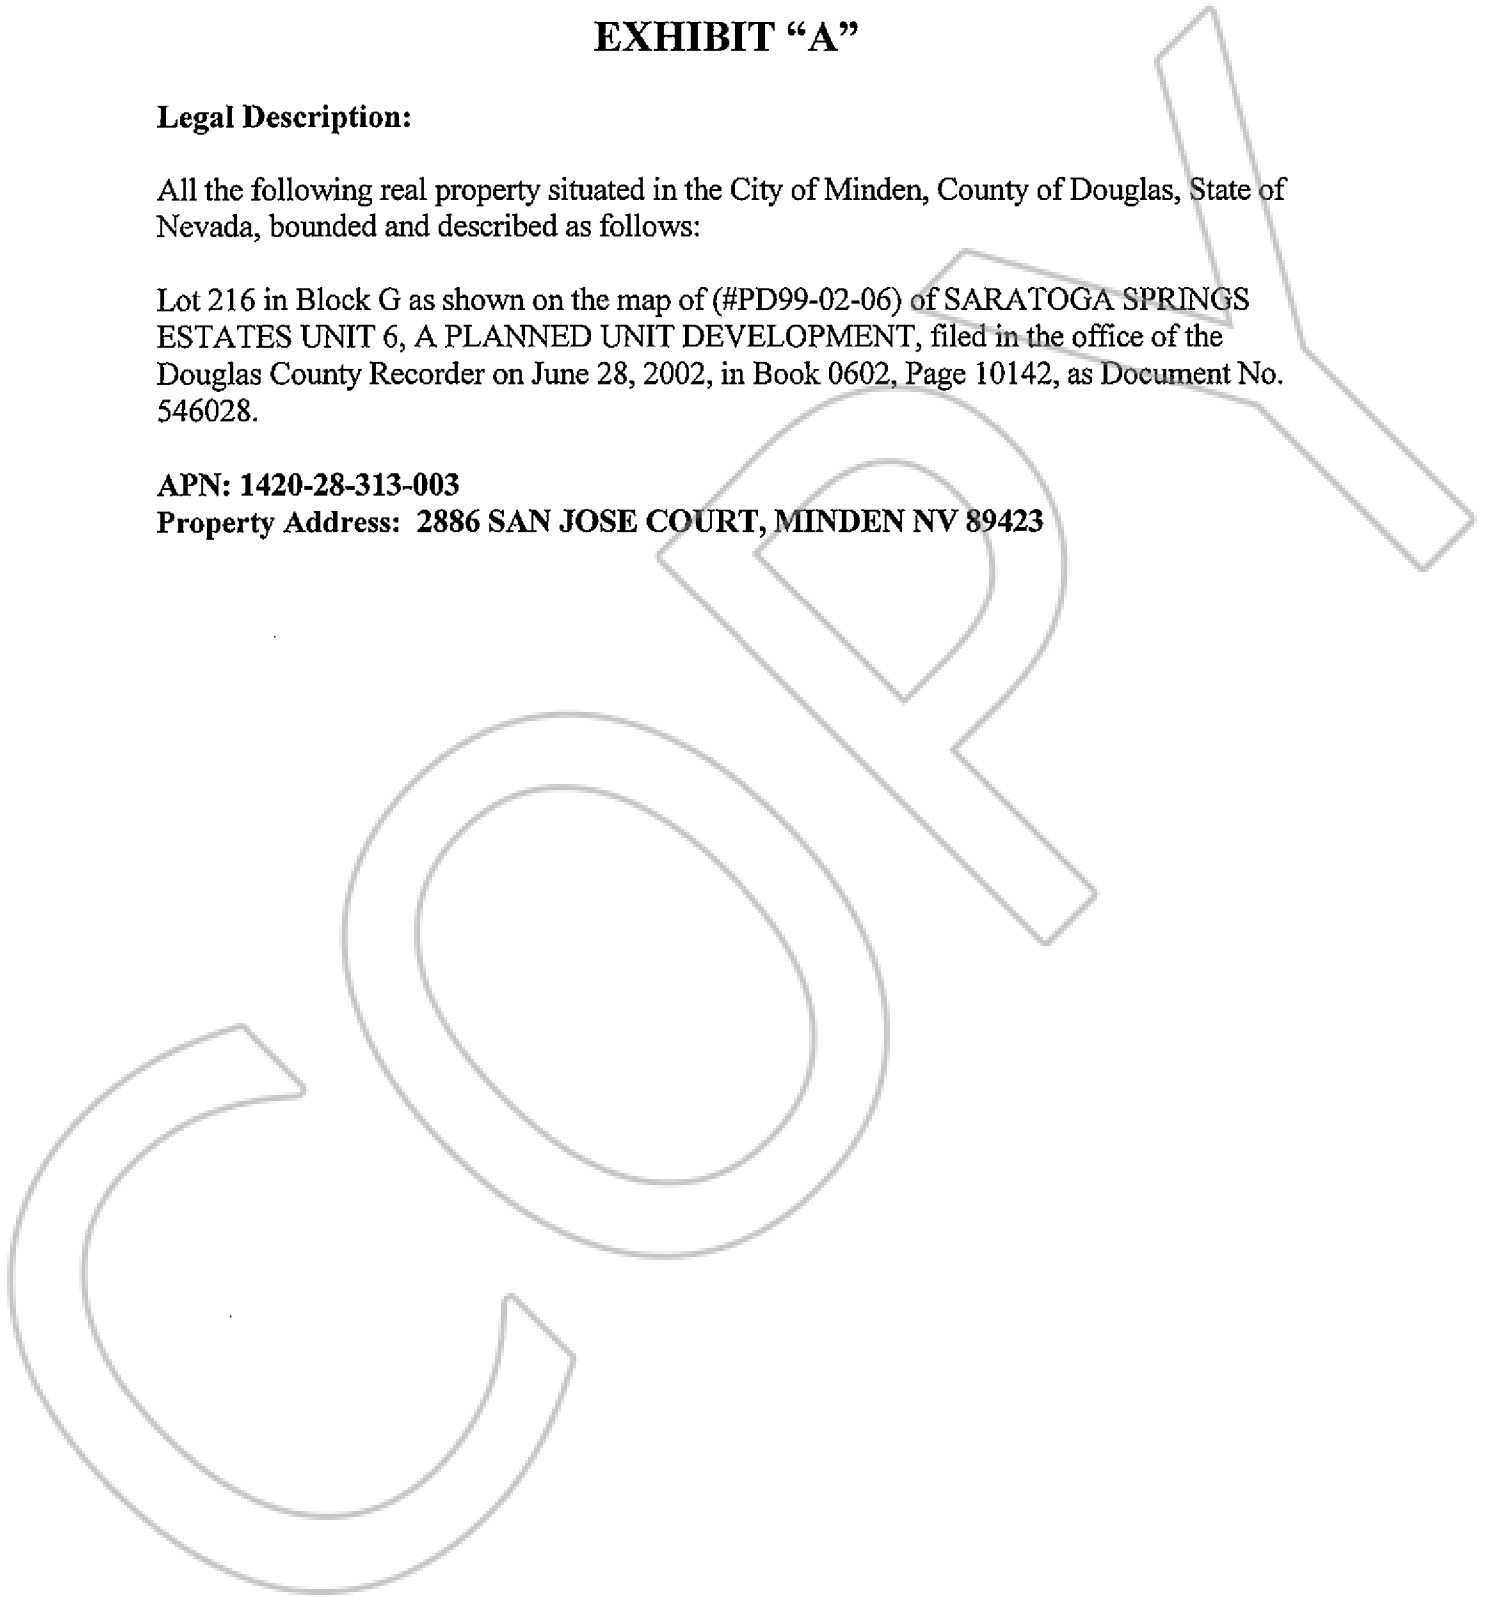 EXHIBIT “A”
Legal Description:
All the following real property situated in the City of Minden, County of Douglas, State of
Nevada, bounded and described as follows:
Lot 216 in Block G as shown on the map of (#PD99-02-06) of SARATOGA SPRINGS
ESTATES UNIT 6, A PLANNED UNIT DEVELOPMENT, filed in the office of the
Douglas County Recorder on June 28, 2002, in Book 0602, Page 10142, as Document No.
546028.
APN: 1420-28-313-003
Property Address:  2886 SAN JOSE COURT, MINDEN NV 89423
COPY